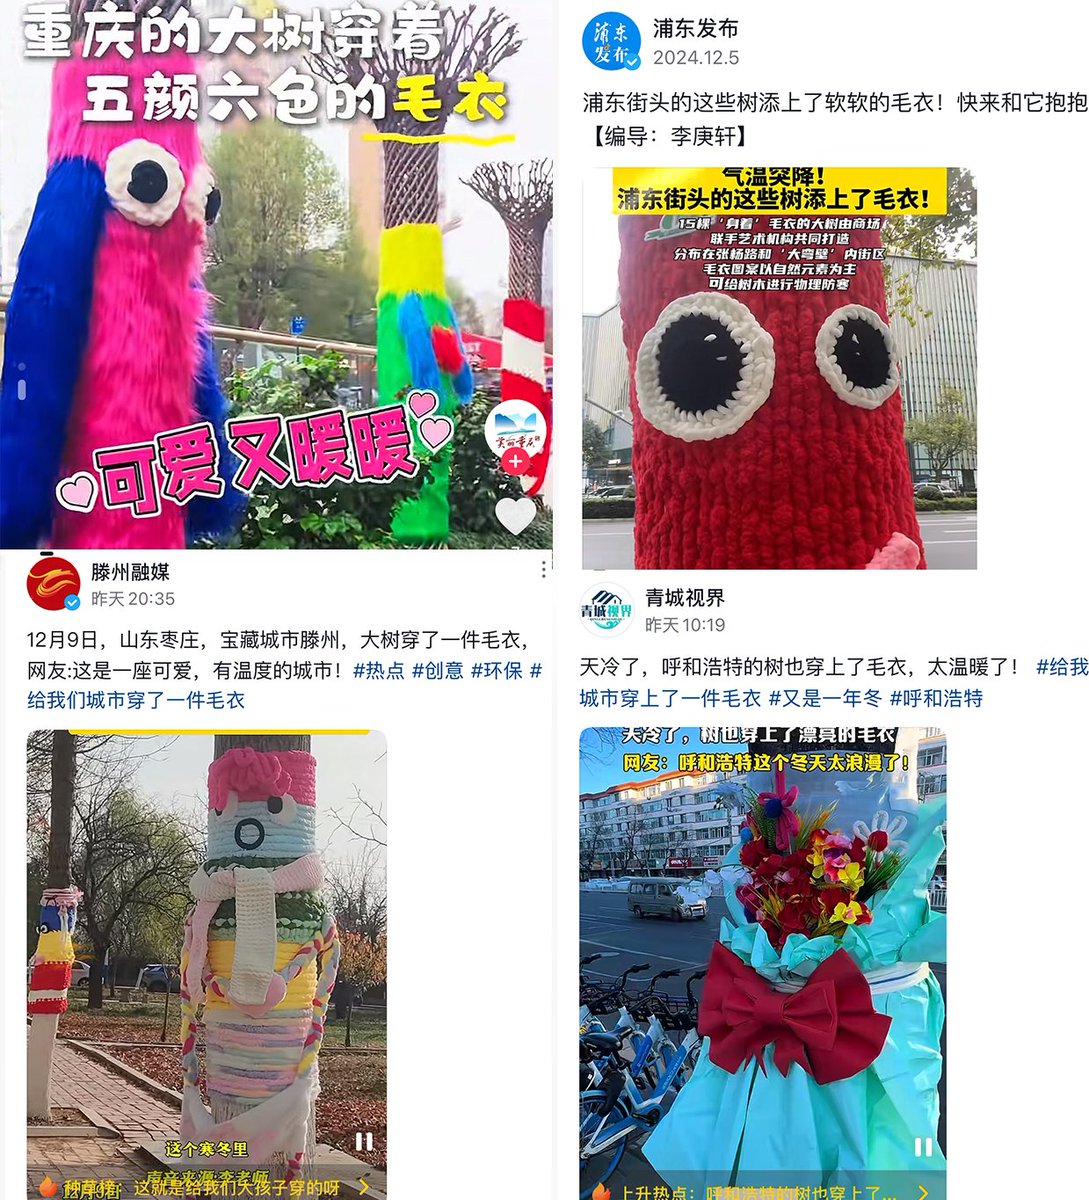 重庆的大树穿着
五颜六色的毛衣
可爱又暖暖
浦东发布
2024.12.5
浦东街头的这些树添上了软软的毛衣！快来和它抱抱
【编导：李庚轩】
气温突降！
浦东街头的这些树添上了毛衣！
15棵‘身着’毛衣的大树由商场
联手艺术机构共同打造
分布在张杨路和‘大弯壁’内街区
毛衣图案以自然元素为主
可给树木进行物理防寒
滕州融媒
昨天 20:35
12月9日，山东枣庄，宝藏城市滕州，大树穿了一件毛衣，
网友:这是一座可爱，有温度的城市！#热点 #创意 #环保 #
给我们城市穿了一件毛衣
这个寒冬里
声音来源:李老师
种草榜：这就是给我们大孩子穿的呀
青城视界
昨天 10:19
天冷了，呼和浩特的树也穿上了毛衣，太温暖了！ #给我
城市穿上了一件毛衣 #又是一年冬 #呼和浩特
天冷了，树也穿上了漂亮的毛衣
网友：呼和浩特这个冬天太浪漫了！
上升热点：呼和浩特的树也穿上了...